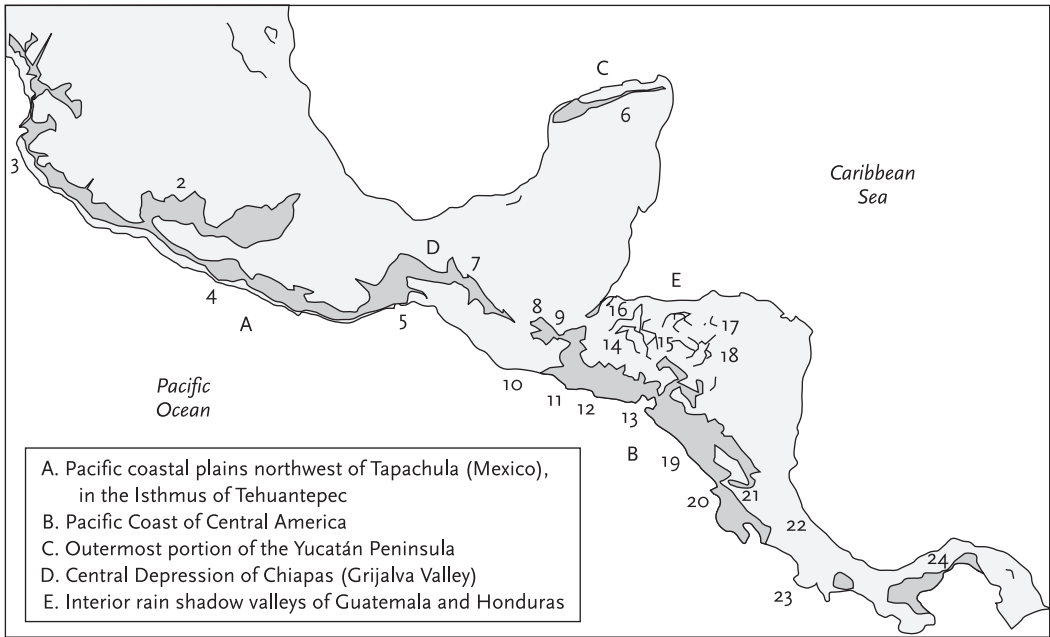 C
6
Caribbean
Sea
3
2
D
7
E
4
A
5
8
9
16
17
14
15
18
10
Pacific
Ocean
11
12
13
B
19
20
21
22
24
23
A. Pacific coastal plains northwest of Tapachula (Mexico),
in the Isthmus of Tehuantepec
B. Pacific Coast of Central America
C. Outermost portion of the Yucatán Peninsula
D. Central Depression of Chiapas (Grijalva Valley)
E. Interior rain shadow valleys of Guatemala and Honduras